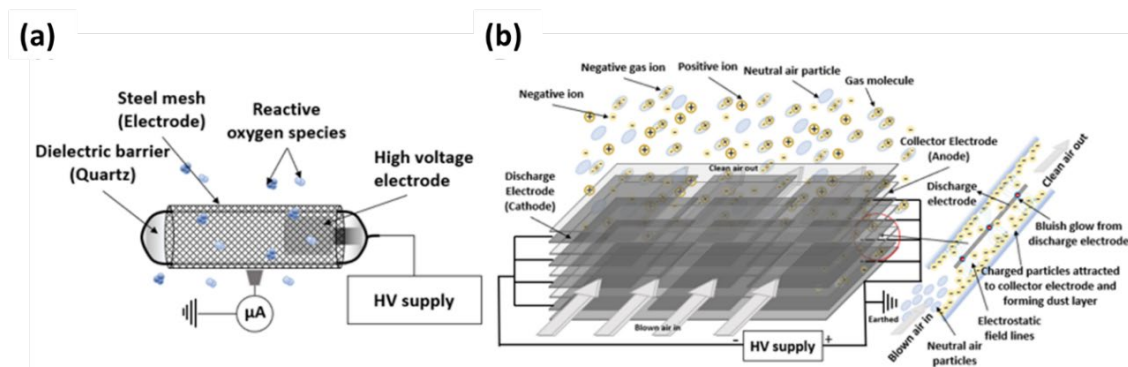 (a)
Steel mesh
(Electrode)
Reactive
oxygen species
Dielectric barrier
(Quartz)
High voltage
electrode
HV supply
μA
(b)
Negative gas ion
Positive ion
Neutral air particle
Gas molecule
Negative ion
Collector Electrode
(Anode)
Clean air out
Discharge
Electrode
(Cathode)
Discharge
electrode
Clean air out
Bluish glow from
discharge electrode
Charged particles attracted
to collector electrode and
forming dust layer
Electrostatic
field lines
Earthed
Blown air in
Blown air in
Neutral air
particles
- HV supply +